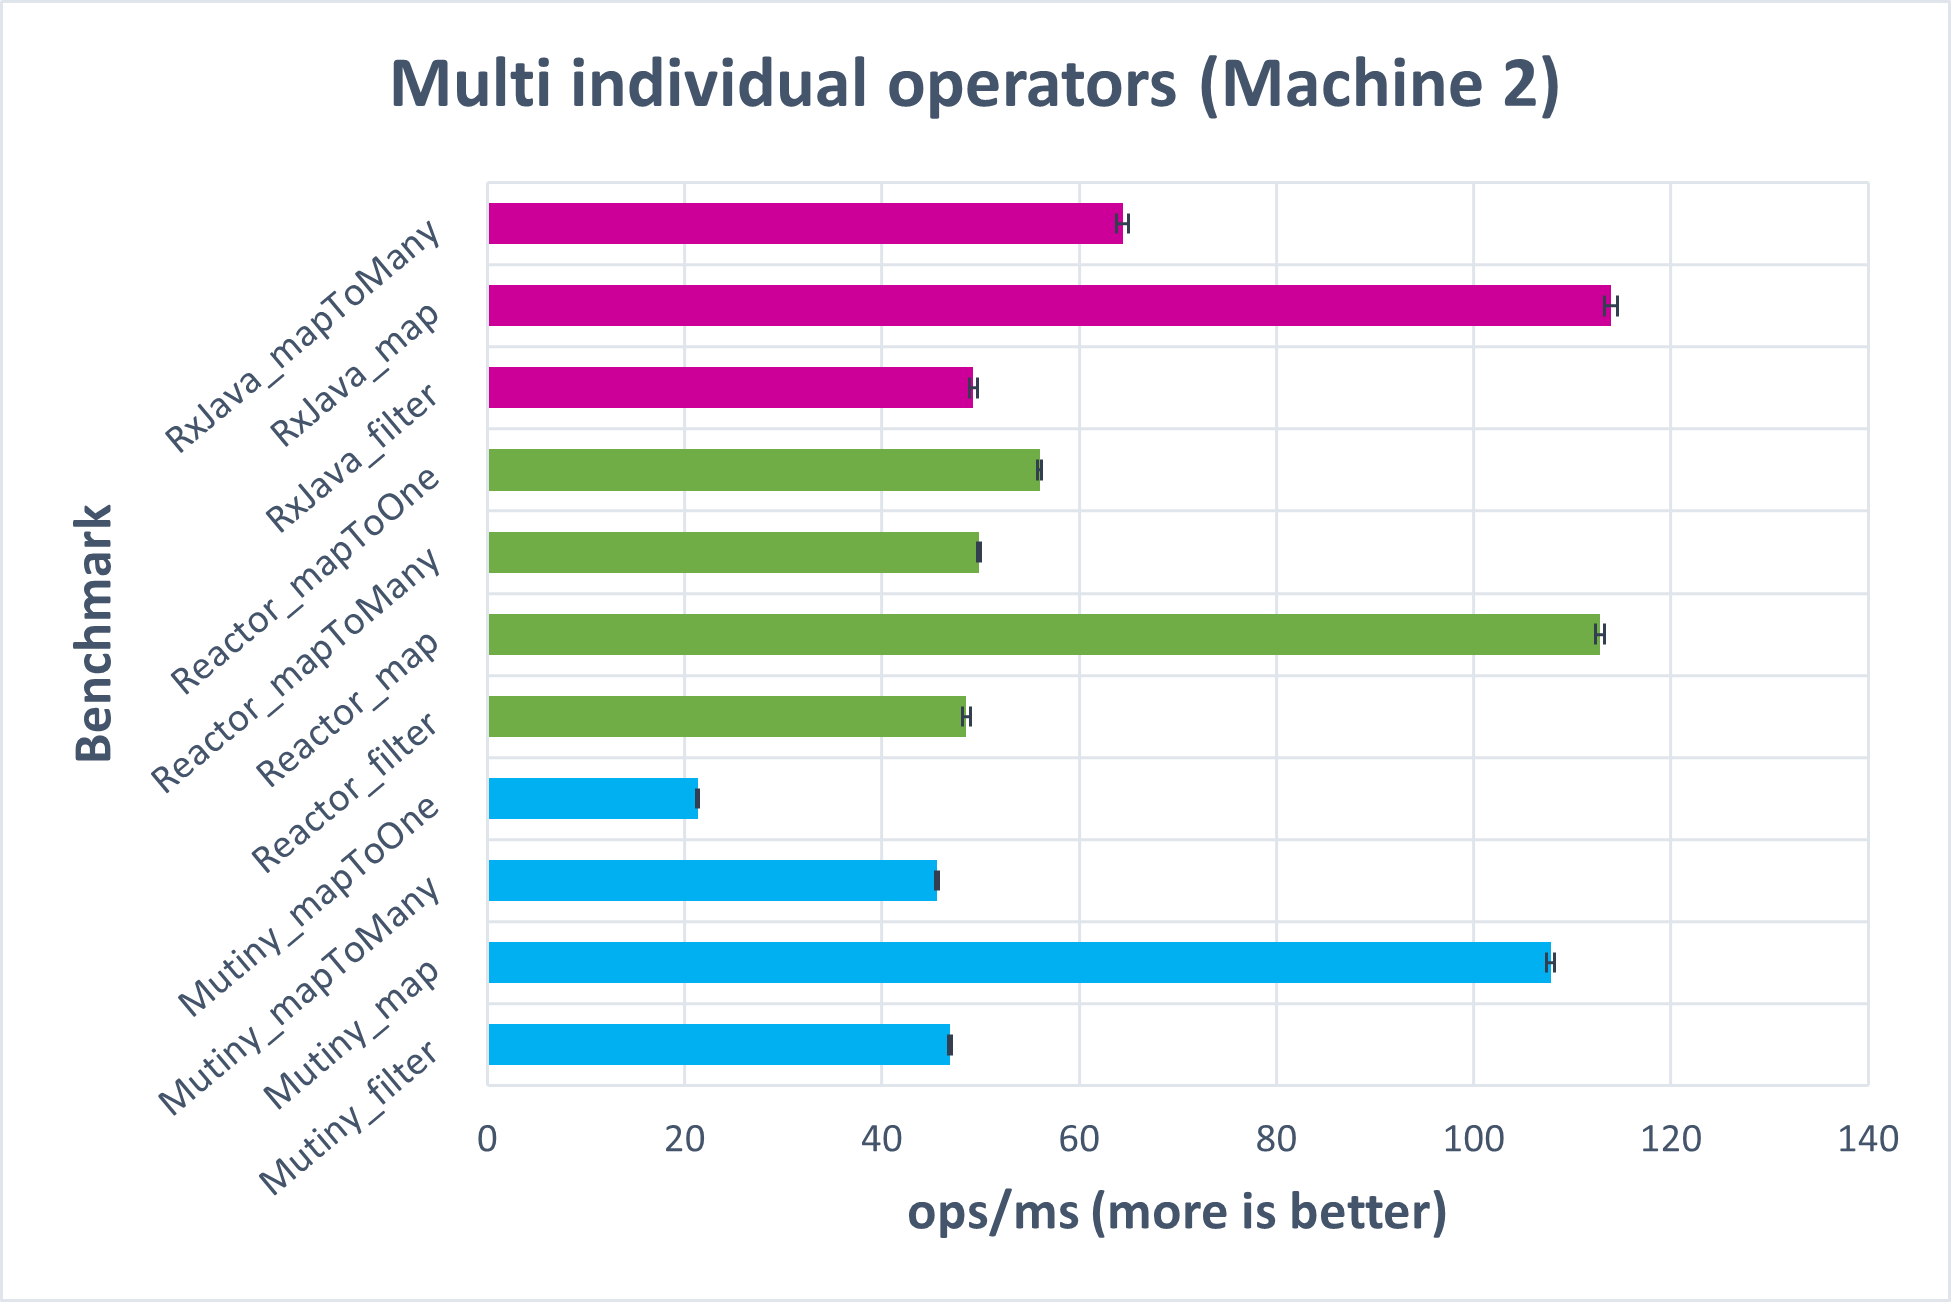 Multi individual operators (Machine 2)
Benchmark
RxJava_mapToMany
RxJava_map
RxJava_filter
Reactor_mapToOne
Reactor_mapToMany
Reactor_map
Reactor_filter
Mutiny_mapToOne
Mutiny_mapToMany
Mutiny_map
Mutiny_filter
0 20 40 60 80 100 120 140
ops/ms (more is better)